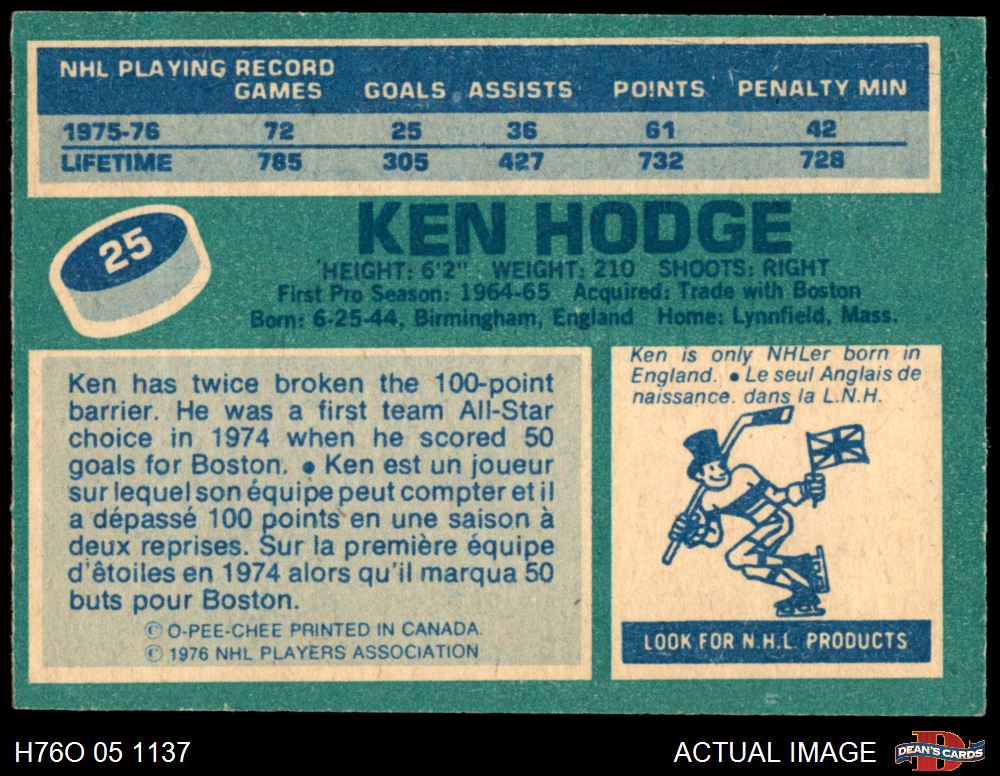 NHL PLAYING RECORD
GAMES GOALS ASSISTS POINTS PENALTY MIN
1975-76 72 25 36 61 42
LIFETIME 785 305 427 732 728
25
KEN HODGE
HEIGHT: 6'2" WEIGHT: 210 SHOOTS: RIGHT
First Pro Season: 1964-65 Acquired: Trade with Boston
Born: 6-25-44, Birmingham, England Home: Lynnfield, Mass.
Ken has twice broken the 100-point
barrier. He was a first team All-Star
choice in 1974 when he scored 50
goals for Boston. ● Ken est un joueur
sur lequel son équipe peut compter et il
a dépassé 100 points en une saison à
deux reprises. Sur la première équipe
d'êtoiles en 1974 alors qu'il marqua 50
buts pour Boston.
© O-PEE-CHEE PRINTED IN CANADA.
© 1976 NHL PLAYERS ASSOCIATION
Ken is only NHLer born in
England. ● Le seul Anglais de
naissance. dans la L.N.H.
LOOK FOR N.H.L. PRODUCTS
H76O 05 1137
ACTUAL IMAGE
DEAN'S CARDS